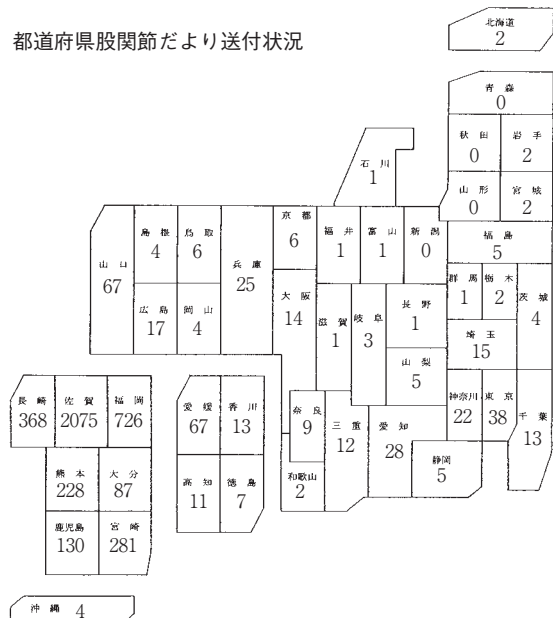 都道府県股関節だより送付状況
北海道
2
青森
0
秋田
0
岩手
2
石川
1
山形
0
宮城
2
山口
67
島根
4
鳥取
6
兵庫
25
京都
6
福井
1
富山
1
新潟
0
福島
5
広島
17
岡山
4
大阪
14
滋賀
1
岐阜
3
長野
1
群馬
1
栃木
2
茨城
4
埼玉
15
山梨
5
長崎
368
佐賀
2075
福岡
726
愛媛
67
香川
13
奈良
9
三重
12
愛知
28
神奈川
22
東京
38
千葉
13
熊本
228
大分
87
高知
11
徳島
7
和歌山
2
静岡
5
鹿児島
130
宮崎
281
沖縄 4